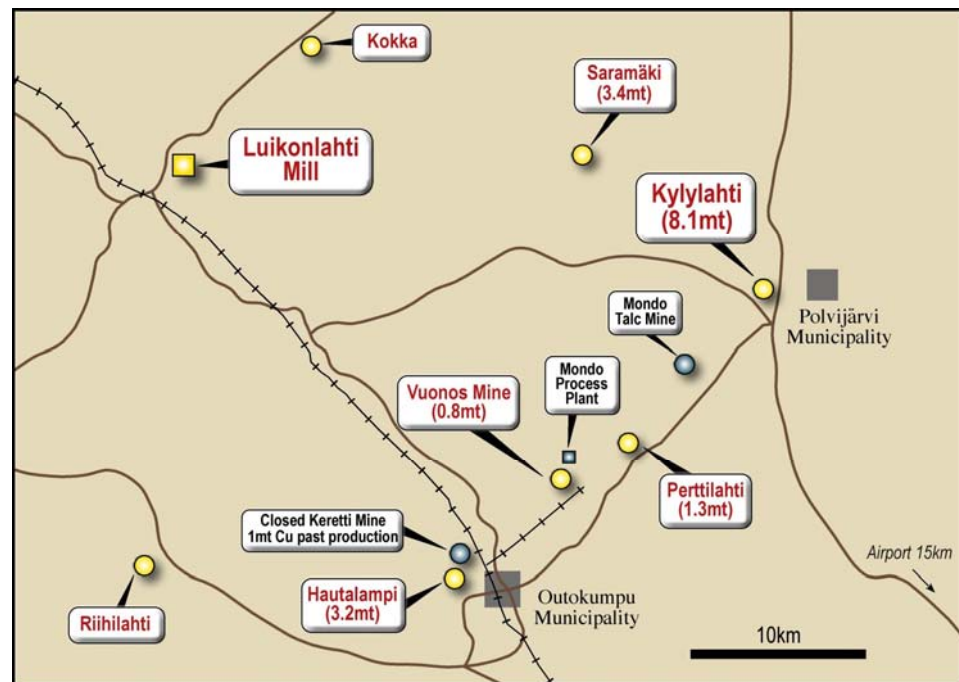 Kokka
Saramäki
(3.4mt)
Luikonlahti
Mill
Kylylahti
(8.1mt)
Mondo
Talc Mine
Polvijärvi
Municipality
Mondo
Process
Plant
Vuonos Mine
(0.8mt)
Perttilahti
(1.3mt)
Closed Keretti Mine
1mt Cu past production
Airport 15km
Hautalampi
(3.2mt)
Outokumpu
Municipality
Riihilahti
10km